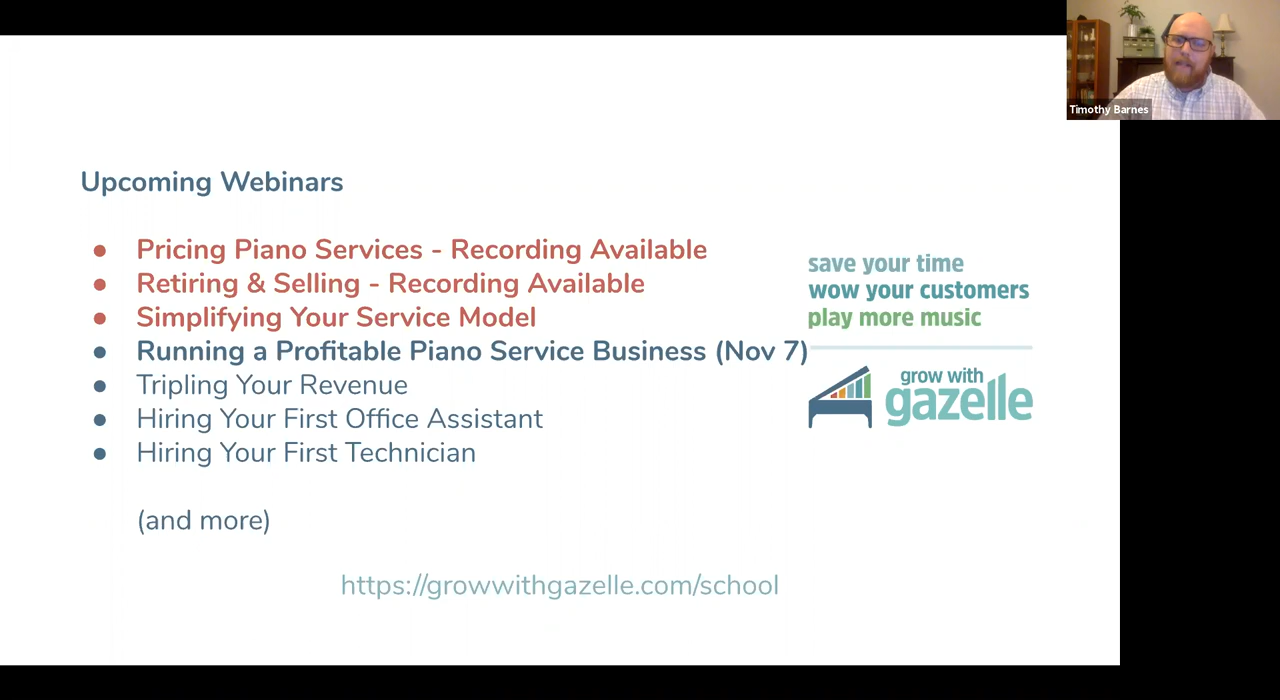 Timothy Barnes
Upcoming Webinars
● Pricing Piano Services - Recording Available
● Retiring & Selling - Recording Available
● Simplifying Your Service Model
● Running a Profitable Piano Service Business (Nov 7)
● Tripling Your Revenue
● Hiring Your First Office Assistant
● Hiring Your First Technician
(and more)
save your time
wow your customers
play more music
grow with
gazelle
https://growwithgazelle.com/school